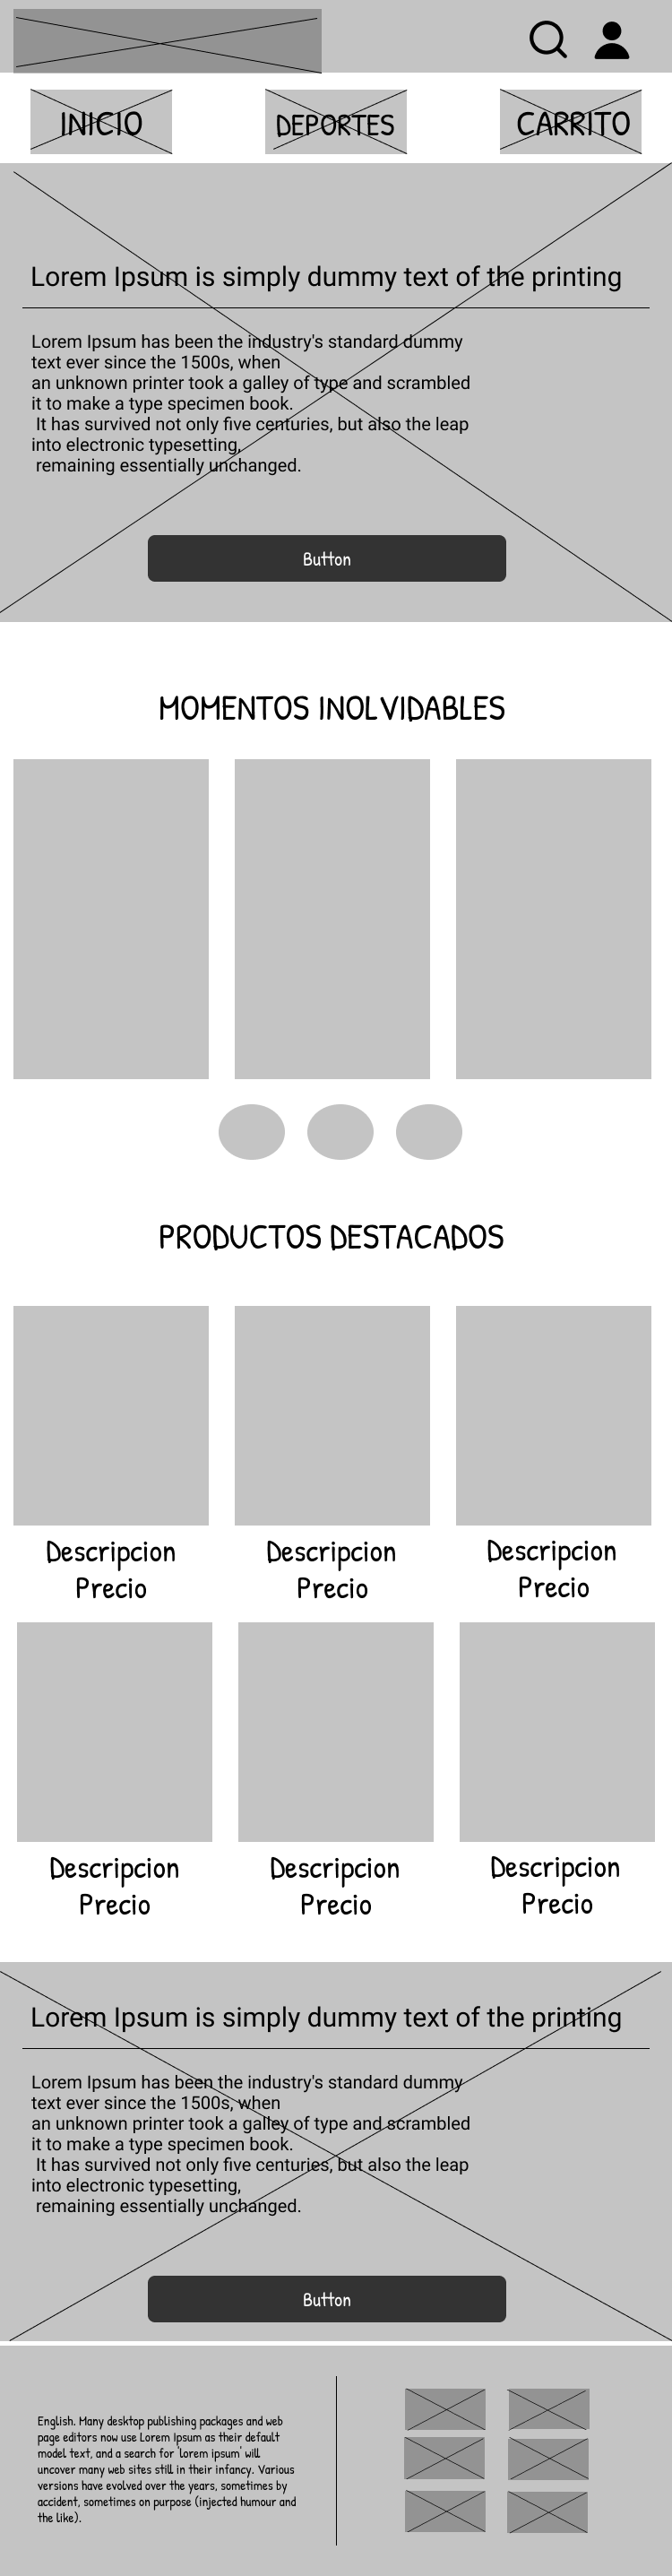 INICIO
DEPORTES
CARRITO
Lorem Ipsum is simply dummy text of the printing
Lorem Ipsum has been the industry's standard dummy
text ever since the 1500s, when
an unknown printer took a galley of type and scrambled
it to make a type specimen book.
It has survived not only five centuries, but also the leap
into electronic typesetting,
remaining essentially unchanged.
Button
MOMENTOS INOLVIDABLES
PRODUCTOS DESTACADOS
Descripcion
Precio
Descripcion
Precio
Descripcion
Precio
Descripcion
Precio
Descripcion
Precio
Descripcion
Precio
Lorem Ipsum is simply dummy text of the printing
Lorem Ipsum has been the industry's standard dummy
text ever since the 1500s, when
an unknown printer took a galley of type and scrambled
it to make a type specimen book.
It has survived not only five centuries, but also the leap
into electronic typesetting,
remaining essentially unchanged.
Button
English. Many desktop publishing packages and web
page editors now use Lorem Ipsum as their default
model text, and a search for 'lorem ipsum' will
uncover many web sites still in their infancy. Various
versions have evolved over the years, sometimes by
accident, sometimes on purpose (injected humour and
the like).